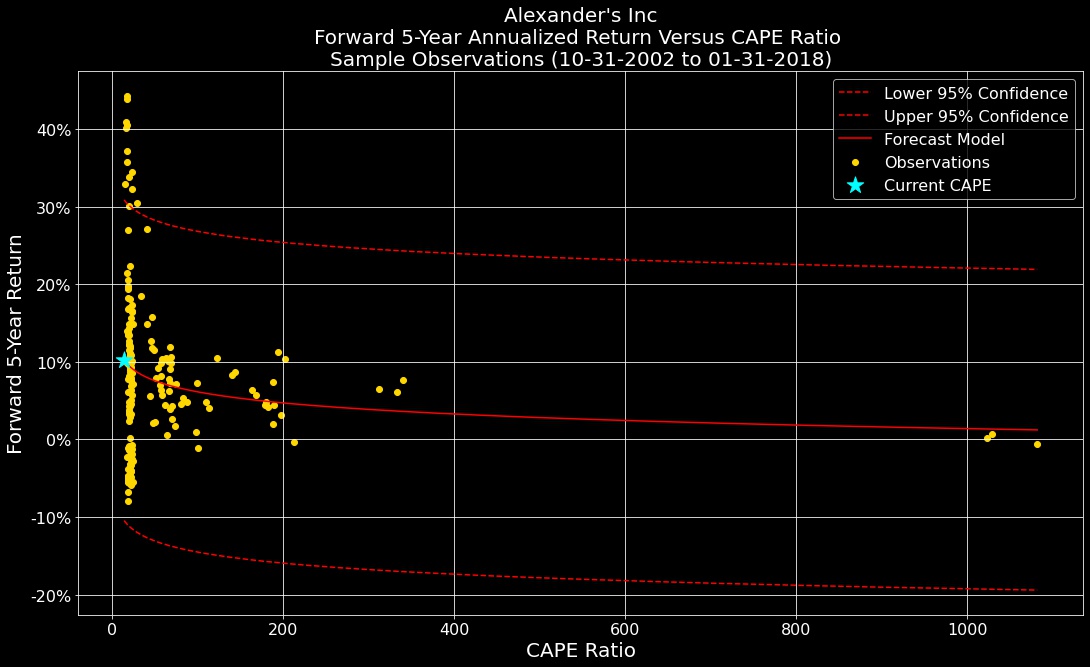 Alexander's Inc
Forward 5-Year Annualized Return Versus CAPE Ratio
Sample Observations (10-31-2002 to 01-31-2018)
Lower 95% Confidence
Upper 95% Confidence
Forecast Model
Observations
Current CAPE
Forward 5-Year Return
40%
30%
20%
10%
0%
-10%
-20%
0 200 400 600 800 1000
CAPE Ratio